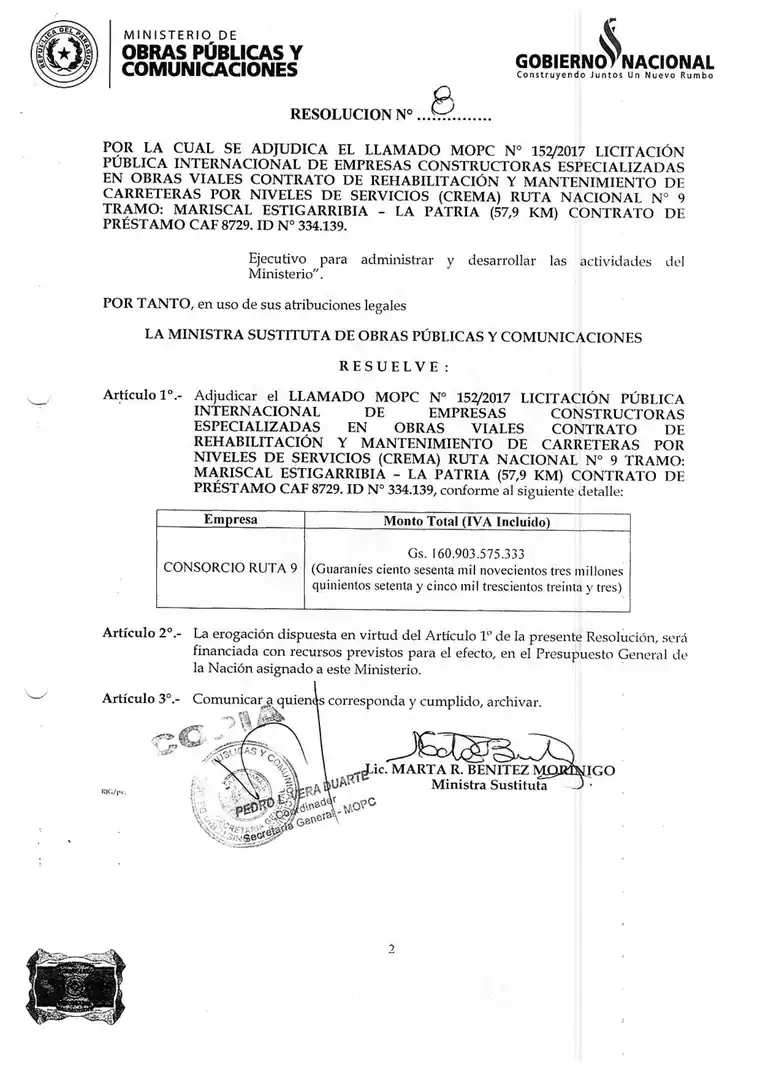 MINISTERIO DE
OBRAS PÚBLICAS Y
COMUNICACIONES
GOBIERNO NACIONAL
Construyendo Juntos Un Nuevo Rumbo
RESOLUCION N° ....8..............
POR LA CUAL SE ADJUDICA EL LLAMADO MOPC N° 152/2017 LICITACIÓN
PÚBLICA INTERNACIONAL DE EMPRESAS CONSTRUCTORAS ESPECIALIZADAS
EN OBRAS VIALES CONTRATO DE REHABILITACIÓN Y MANTENIMIENTO DE
CARRETERAS POR NIVELES DE SERVICIOS (CREMA) RUTA NACIONAL N° 9
TRAMO: MARISCAL ESTIGARRIBIA – LA PATRIA (57,9 KM) CONTRATO DE
PRÉSTAMO CAF 8729. ID N° 334.139.
Ejecutivo para administrar y desarrollar las actividades del
Ministerio".
POR TANTO, en uso de sus atribuciones legales
LA MINISTRA SUSTITUTA DE OBRAS PÚBLICAS Y COMUNICACIONES
R E S U E L V E :
Artículo 1°.- Adjudicar el LLAMADO MOPC N° 152/2017 LICITACIÓN PÚBLICA
INTERNACIONAL DE EMPRESAS CONSTRUCTORAS
ESPECIALIZADAS EN OBRAS VIALES CONTRATO DE
REHABILITACIÓN Y MANTENIMIENTO DE CARRETERAS POR
NIVELES DE SERVICIOS (CREMA) RUTA NACIONAL N° 9 TRAMO:
MARISCAL ESTIGARRIBIA – LA PATRIA (57,9 KM) CONTRATO DE
PRÉSTAMO CAF 8729. ID N° 334.139, conforme al siguiente detalle:
Empresa Monto Total (IVA Incluido)
CONSORCIO RUTA 9
Gs. 160.903.575.333
(Guaraníes ciento sesenta mil novecientos tres millones
quinientos setenta y cinco mil trescientos treinta y tres)
Artículo 2°.- La erogación dispuesta en virtud del Artículo 1° de la presente Resolución, será
financiada con recursos previstos para el efecto, en el Presupuesto General de
la Nación asignado a este Ministerio.
Artículo 3°.- Comunicar a quienes corresponda y cumplido, archivar.
COPIA
Lic. MARTA R. BENITEZ MORINIGO
Ministra Sustituta
PEDRO E. VERA DUARTE
Coordinador
Secretaría General - MOPC
2